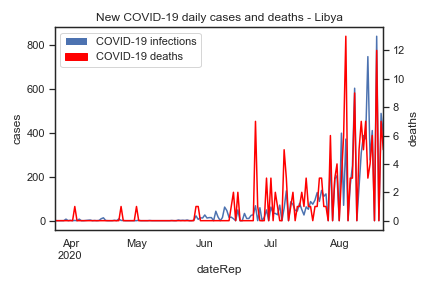 New COVID-19 daily cases and deaths - Libya
COVID-19 infections
COVID-19 deaths
800
600
400
200
0
cases
12
10
8
6
4
2
0
deaths
Apr
2020
May
Jun
Jul
Aug
dateRep